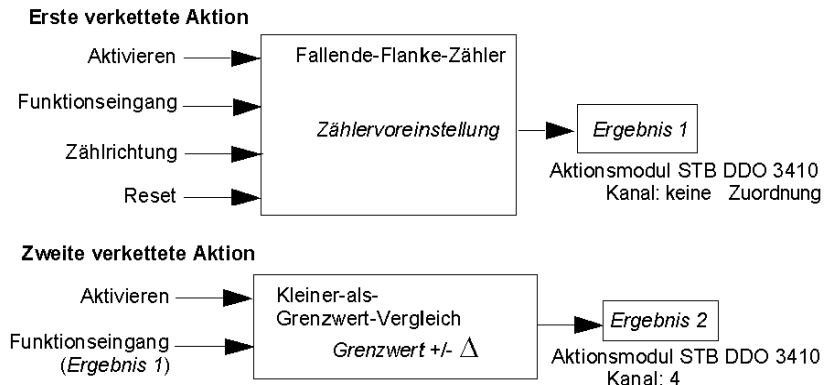 Erste verkettete Aktion
Aktivieren
Funktionseingang
Zählrichtung
Reset
Fallende-Flanke-Zähler
Zählervoreinstellung
Ergebnis 1
Aktionsmodul STB DDO 3410
Kanal: keine Zuordnung
Zweite verkettete Aktion
Aktivieren
Funktionseingang
(Ergebnis 1)
Kleiner-als-
Grenzwert-Vergleich
Grenzwert +/- Δ
Ergebnis 2
Aktionsmodul STB DDO 3410
Kanal: 4